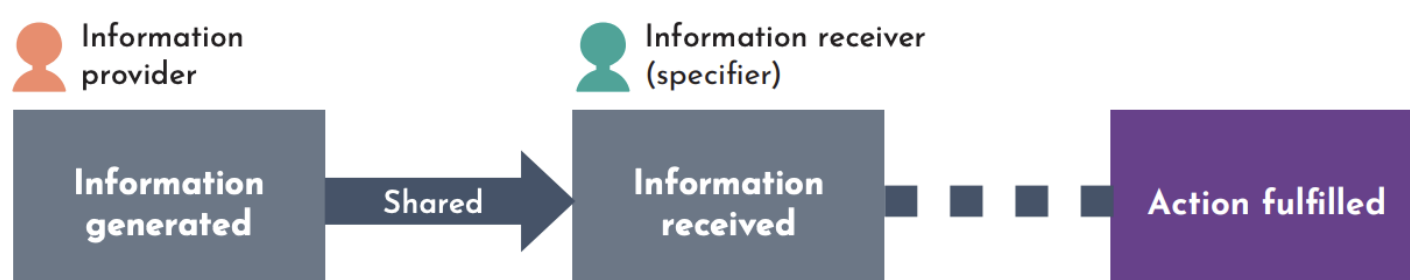 Information
provider
Information receiver
(specifier)
Information
generated
Shared
Information
received
Action fulfilled